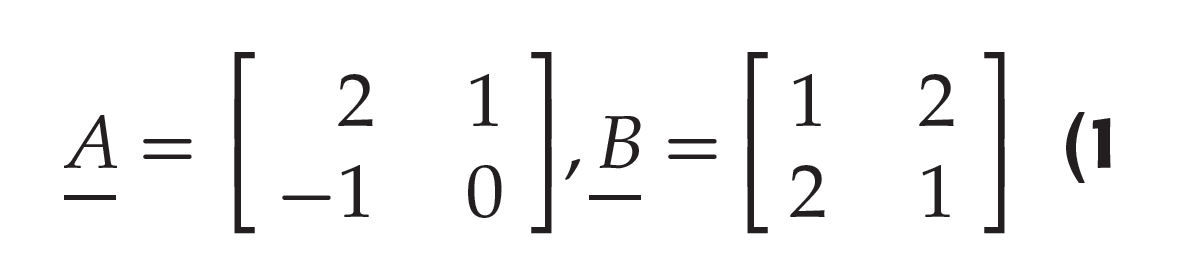 A = [ 2 1 -1 0 ], B = [ 1 2 2 1 ] (1